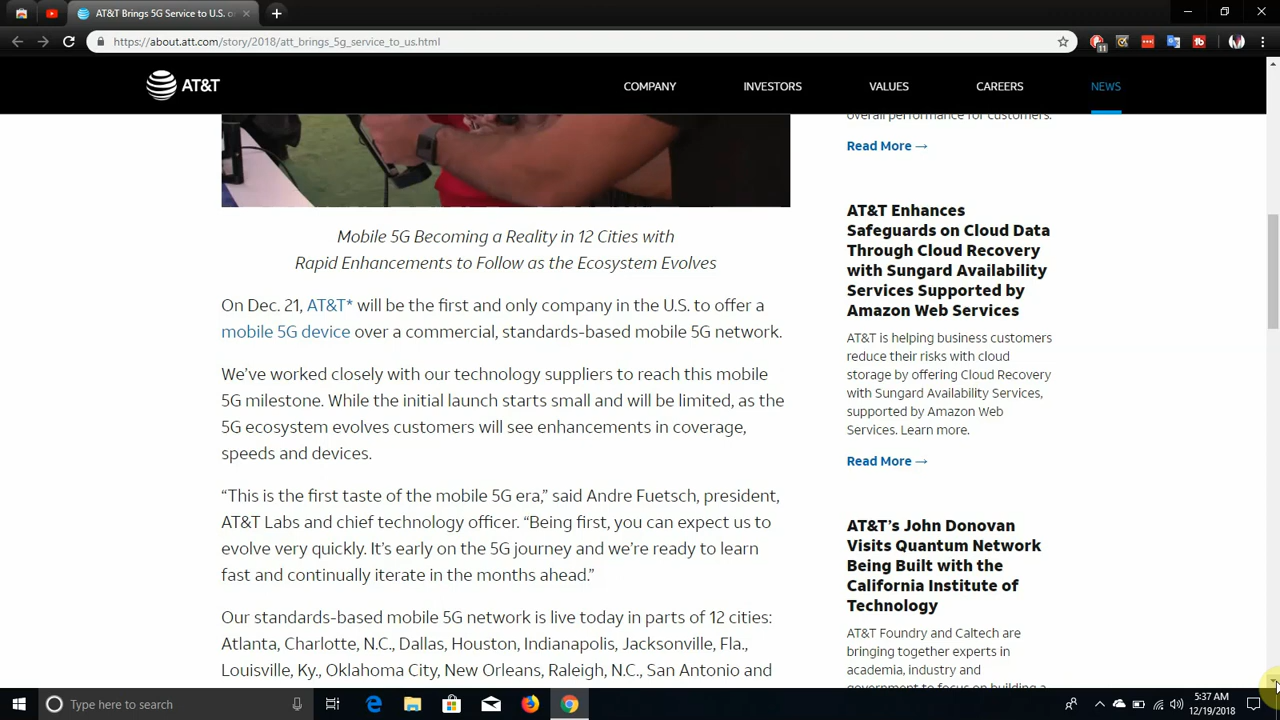 AT&T Brings 5G Service to U.S. o
https://about.att.com/story/2018/att_brings_5g_service_to_us.html
11
AT&T
COMPANY
INVESTORS
VALUES
CAREERS
NEWS
Mobile 5G Becoming a Reality in 12 Cities with
Rapid Enhancements to Follow as the Ecosystem Evolves
On Dec. 21, AT&T* will be the first and only company in the U.S. to offer a
mobile 5G device over a commercial, standards-based mobile 5G network.
We’ve worked closely with our technology suppliers to reach this mobile
5G milestone. While the initial launch starts small and will be limited, as the
5G ecosystem evolves customers will see enhancements in coverage,
speeds and devices.
“This is the first taste of the mobile 5G era,” said Andre Fuetsch, president,
AT&T Labs and chief technology officer. “Being first, you can expect us to
evolve very quickly. It’s early on the 5G journey and we’re ready to learn
fast and continually iterate in the months ahead.”
Our standards-based mobile 5G network is live today in parts of 12 cities:
Atlanta, Charlotte, N.C., Dallas, Houston, Indianapolis, Jacksonville, Fla.,
Louisville, Ky., Oklahoma City, New Orleans, Raleigh, N.C., San Antonio and
overall performance for customers.
Read More →
AT&T Enhances
Safeguards on Cloud Data
Through Cloud Recovery
with Sungard Availability
Services Supported by
Amazon Web Services
AT&T is helping business customers
reduce their risks with cloud
storage by offering Cloud Recovery
with Sungard Availability Services,
supported by Amazon Web
Services. Learn more.
Read More →
AT&T’s John Donovan
Visits Quantum Network
Being Built with the
California Institute of
Technology
AT&T Foundry and Caltech are
bringing together experts in
academia, industry and
government to focus on building a
Type here to search
5:37 AM
12/19/2018